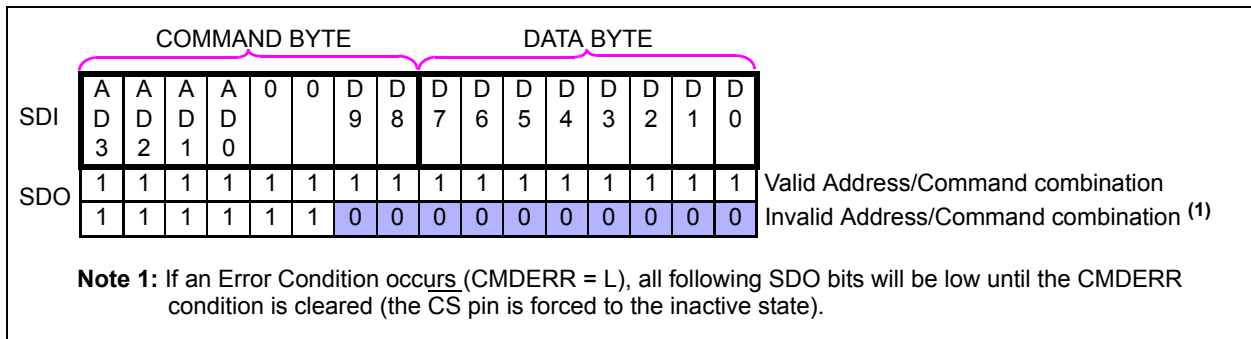 COMMAND BYTE DATA BYTE
SDI A D 3 A D 2 A D 1 A D 0 0 0 D 9 D 8 D 7 D 6 D 5 D 4 D 3 D 2 D 1 D 0
SDO
1 1 1 1 1 1 1 1 1 1 1 1 1 1 1 1 Valid Address/Command combination
1 1 1 1 1 1 0 0 0 0 0 0 0 0 0 0 Invalid Address/Command combination (1)
Note 1: If an Error Condition occurs (CMDERR = L), all following SDO bits will be low until the CMDERR
condition is cleared (the CS pin is forced to the inactive state).